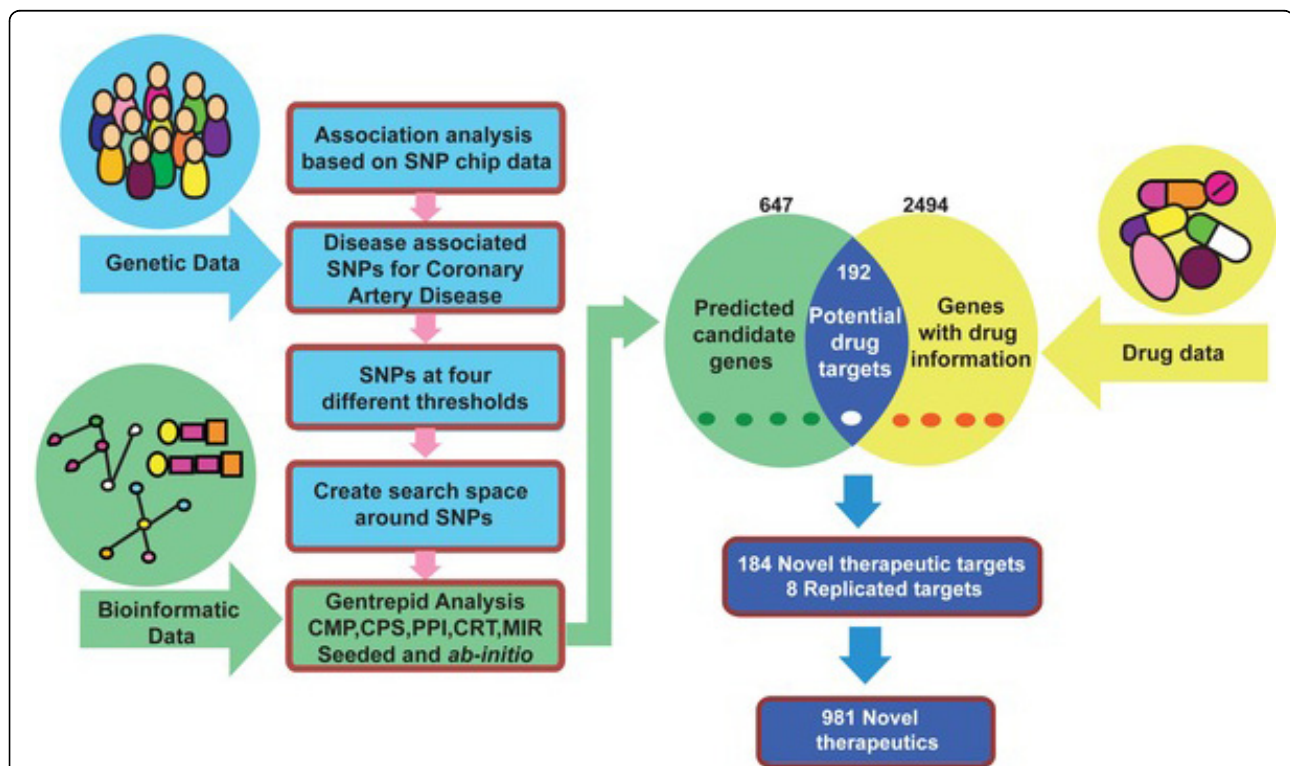 Association analysis
based on SNP chip data
Genetic Data
Disease associated
SNPs for Coronary
Artery Disease
SNPs at four
different thresholds
Create search space
around SNPs
Bioinformatic
Data
Gentrepid Analysis
CMP,CPS,PPI,CRT,MIR
Seeded and ab-initio
647
2494
192
Predicted
candidate
genes
Potential
drug
targets
Genes
with drug
information
Drug data
184 Novel therapeutic targets
8 Replicated targets
981 Novel
therapeutics